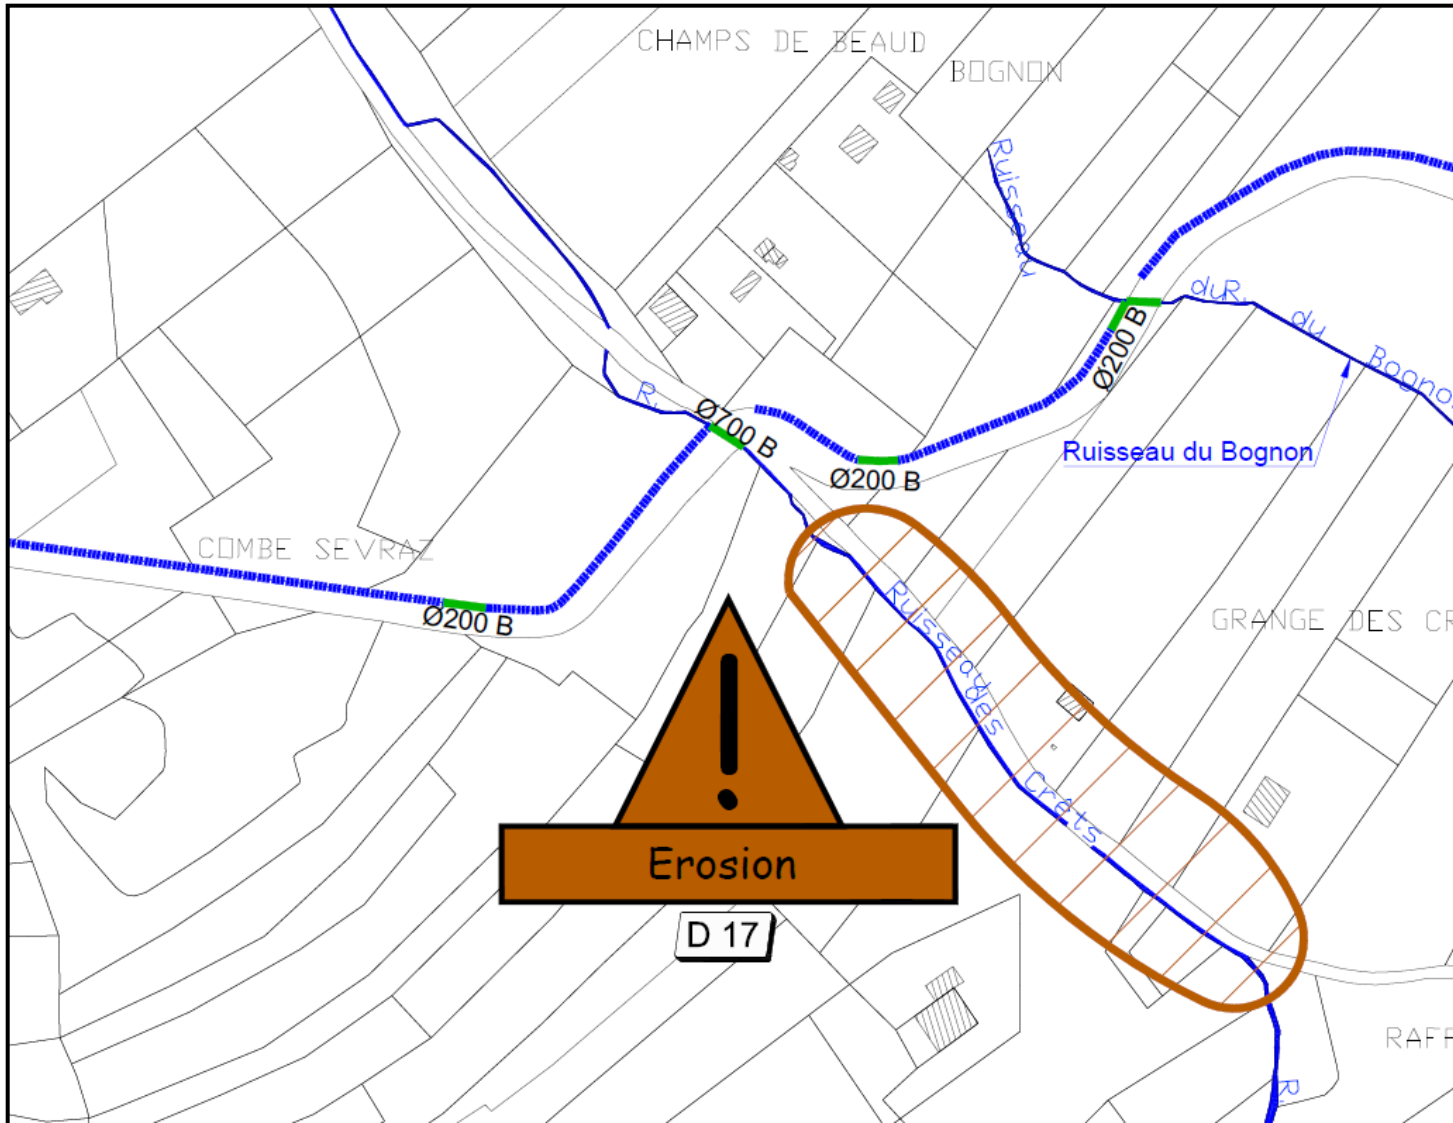 CHAMPS DE BEAUD
BOGNON
Ruisseau
duR.
du
Bogno
R.
Ø700 B
Ø200 B
Ø200 B
Ruisseau du Bognon
COMBE SEVRAZ
Ø200 B
Ruisseau
des
Crêts
GRANGE DES CR
Erosion
D 17
RAFF
R.